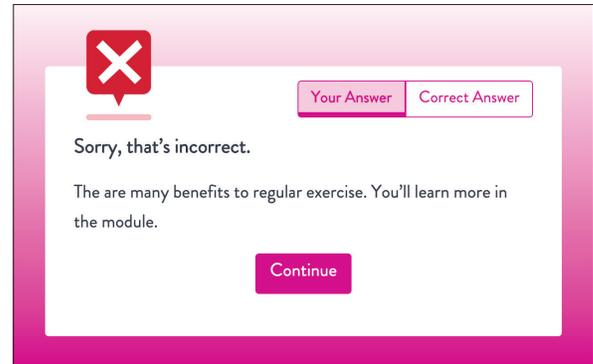 Your Answer
Correct Answer
Sorry, that's incorrect.
The are many benefits to regular exercise. You'll learn more in
the module.
Continue